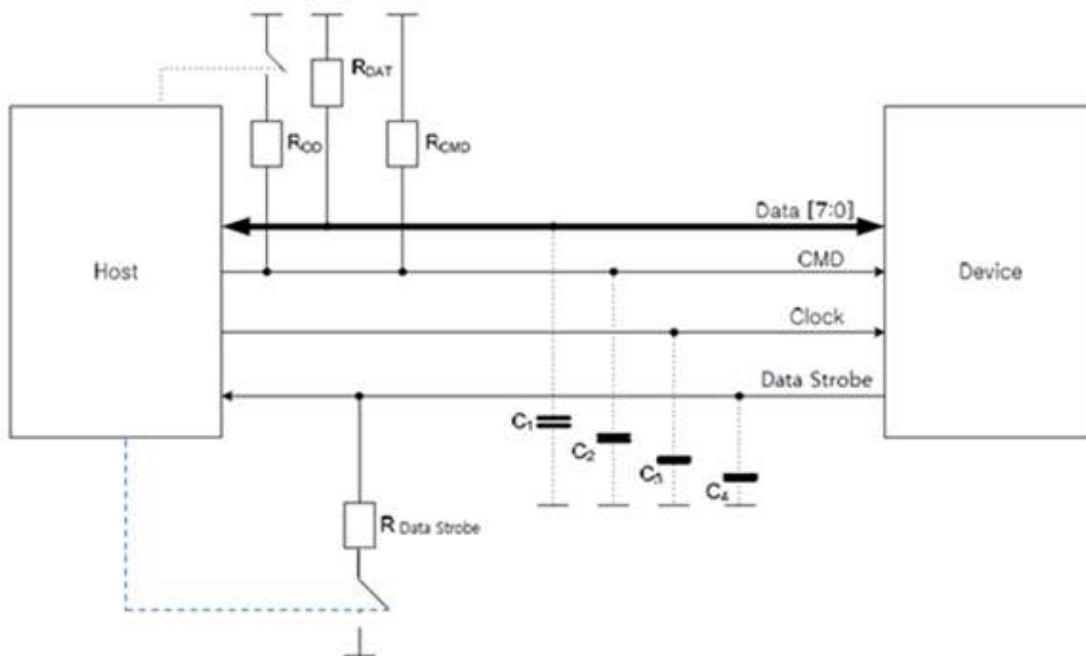 R_DAT
R_OD
R_CMD
Data [7:0]
Host
CMD
Device
Clock
Data Strobe
C₁
C₂
C₃
C₄
R Data Strobe